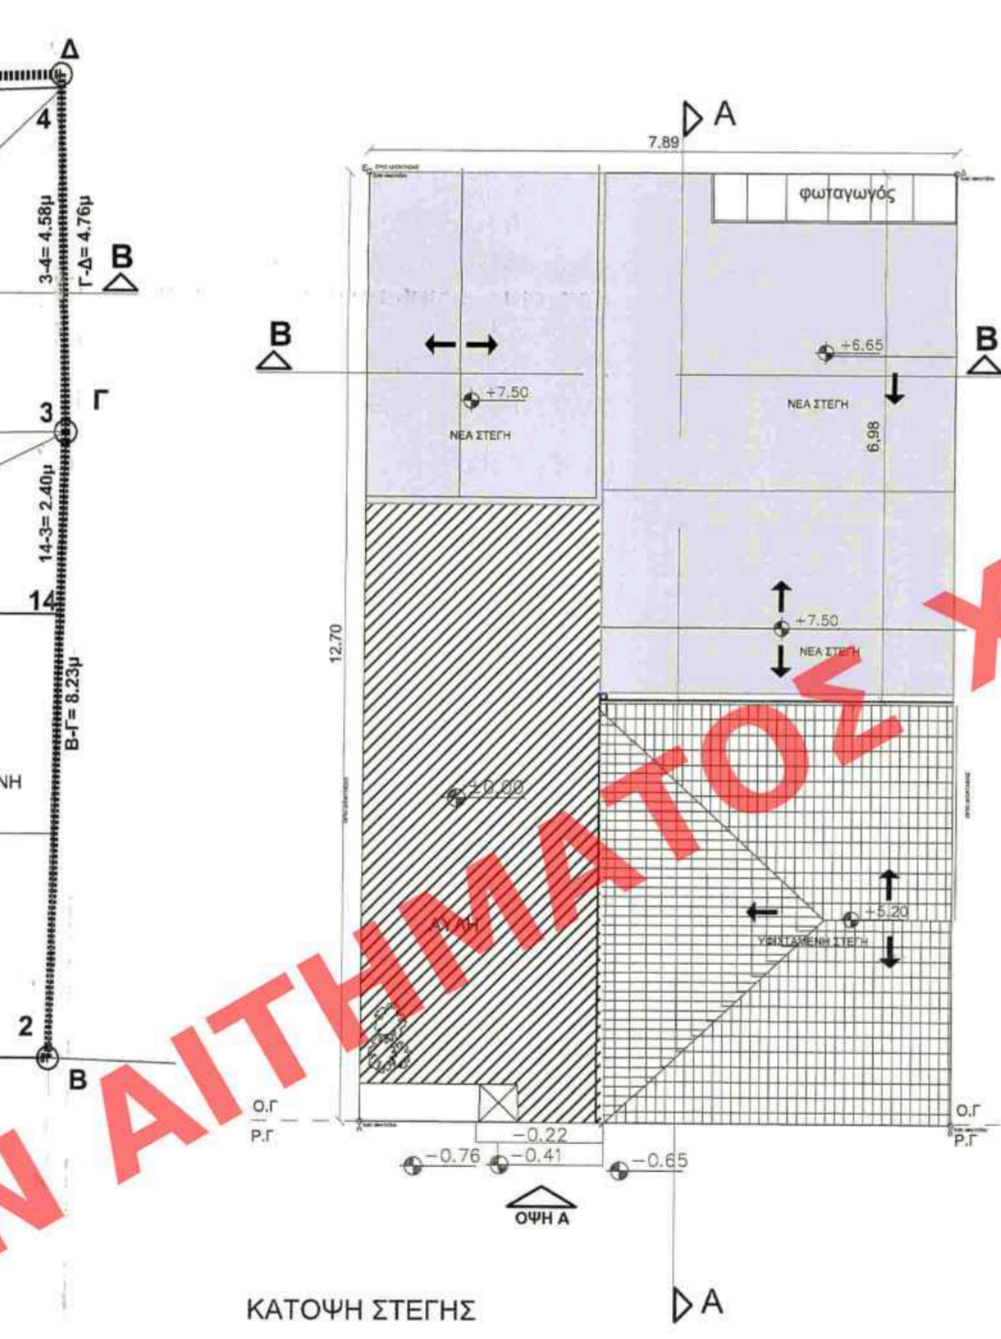 Δ
4
3-4= 4.58μ
Γ-Δ= 4.76μ
B
3
Γ
14-3= 2.40μ
14
Β-Γ= 8.23μ
ΝΗ
2
B
A
7.89
φωταγωγός
B
B
+6.65
ΝΕΑ ΣΤΕΓΗ
6,98
+7.50
ΝΕΑ ΣΤΕΓΗ
12.70
+7.50
ΝΕΑ ΣΤΕΓΗ
±0.00
ΑΥΛΗ
+5.20
ΥΦΙΣΤΑΜΕΝΗ ΣΤΕΓΗ
Ν ΑΙΤΗΜΑΤΟΣ Χ
Ο.Γ
Ρ.Γ
Ο.Γ
Ρ.Γ
-0.22
-0.76
-0.41
-0.65
ΟΨΗ Α
A
ΚΑΤΟΨΗ ΣΤΕΓΗΣ